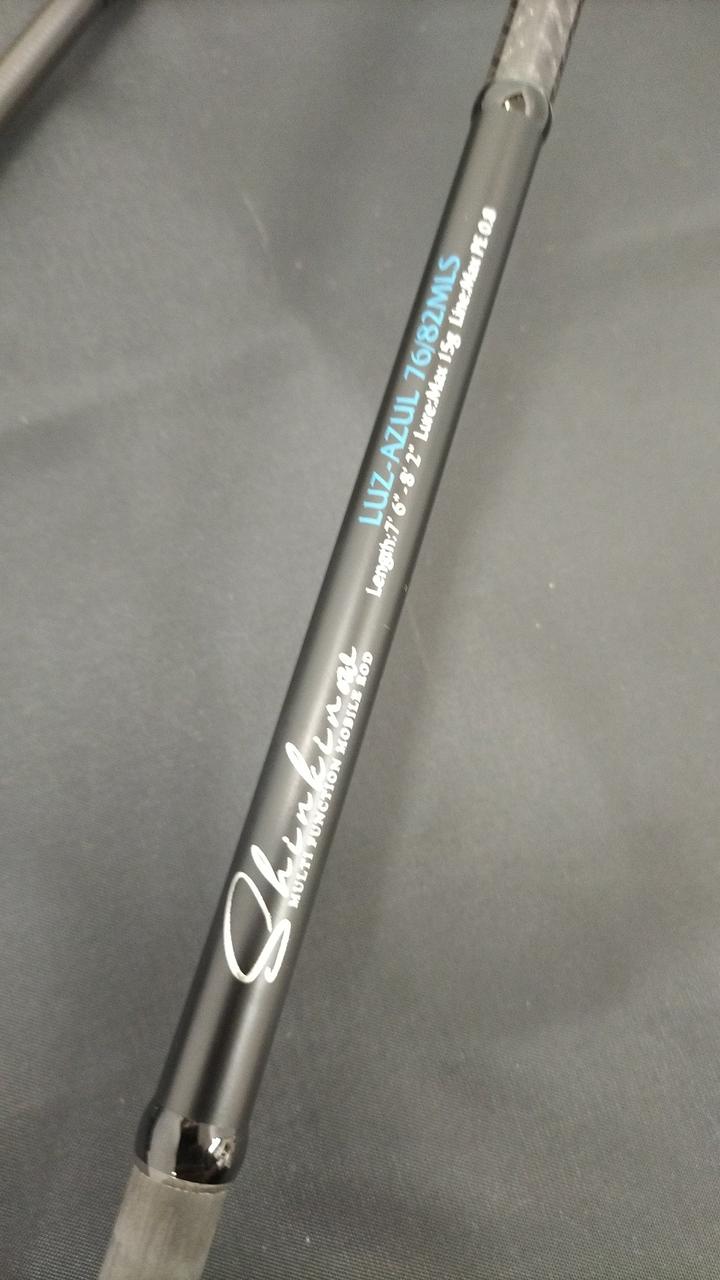 LUZ-AZUL 76/82MLS
Length:7' 6" -8' 2" Lure:Max 15g Line:Max PE 0.8
Shinkinae
MULTI FUNCTION MOBILE ROD